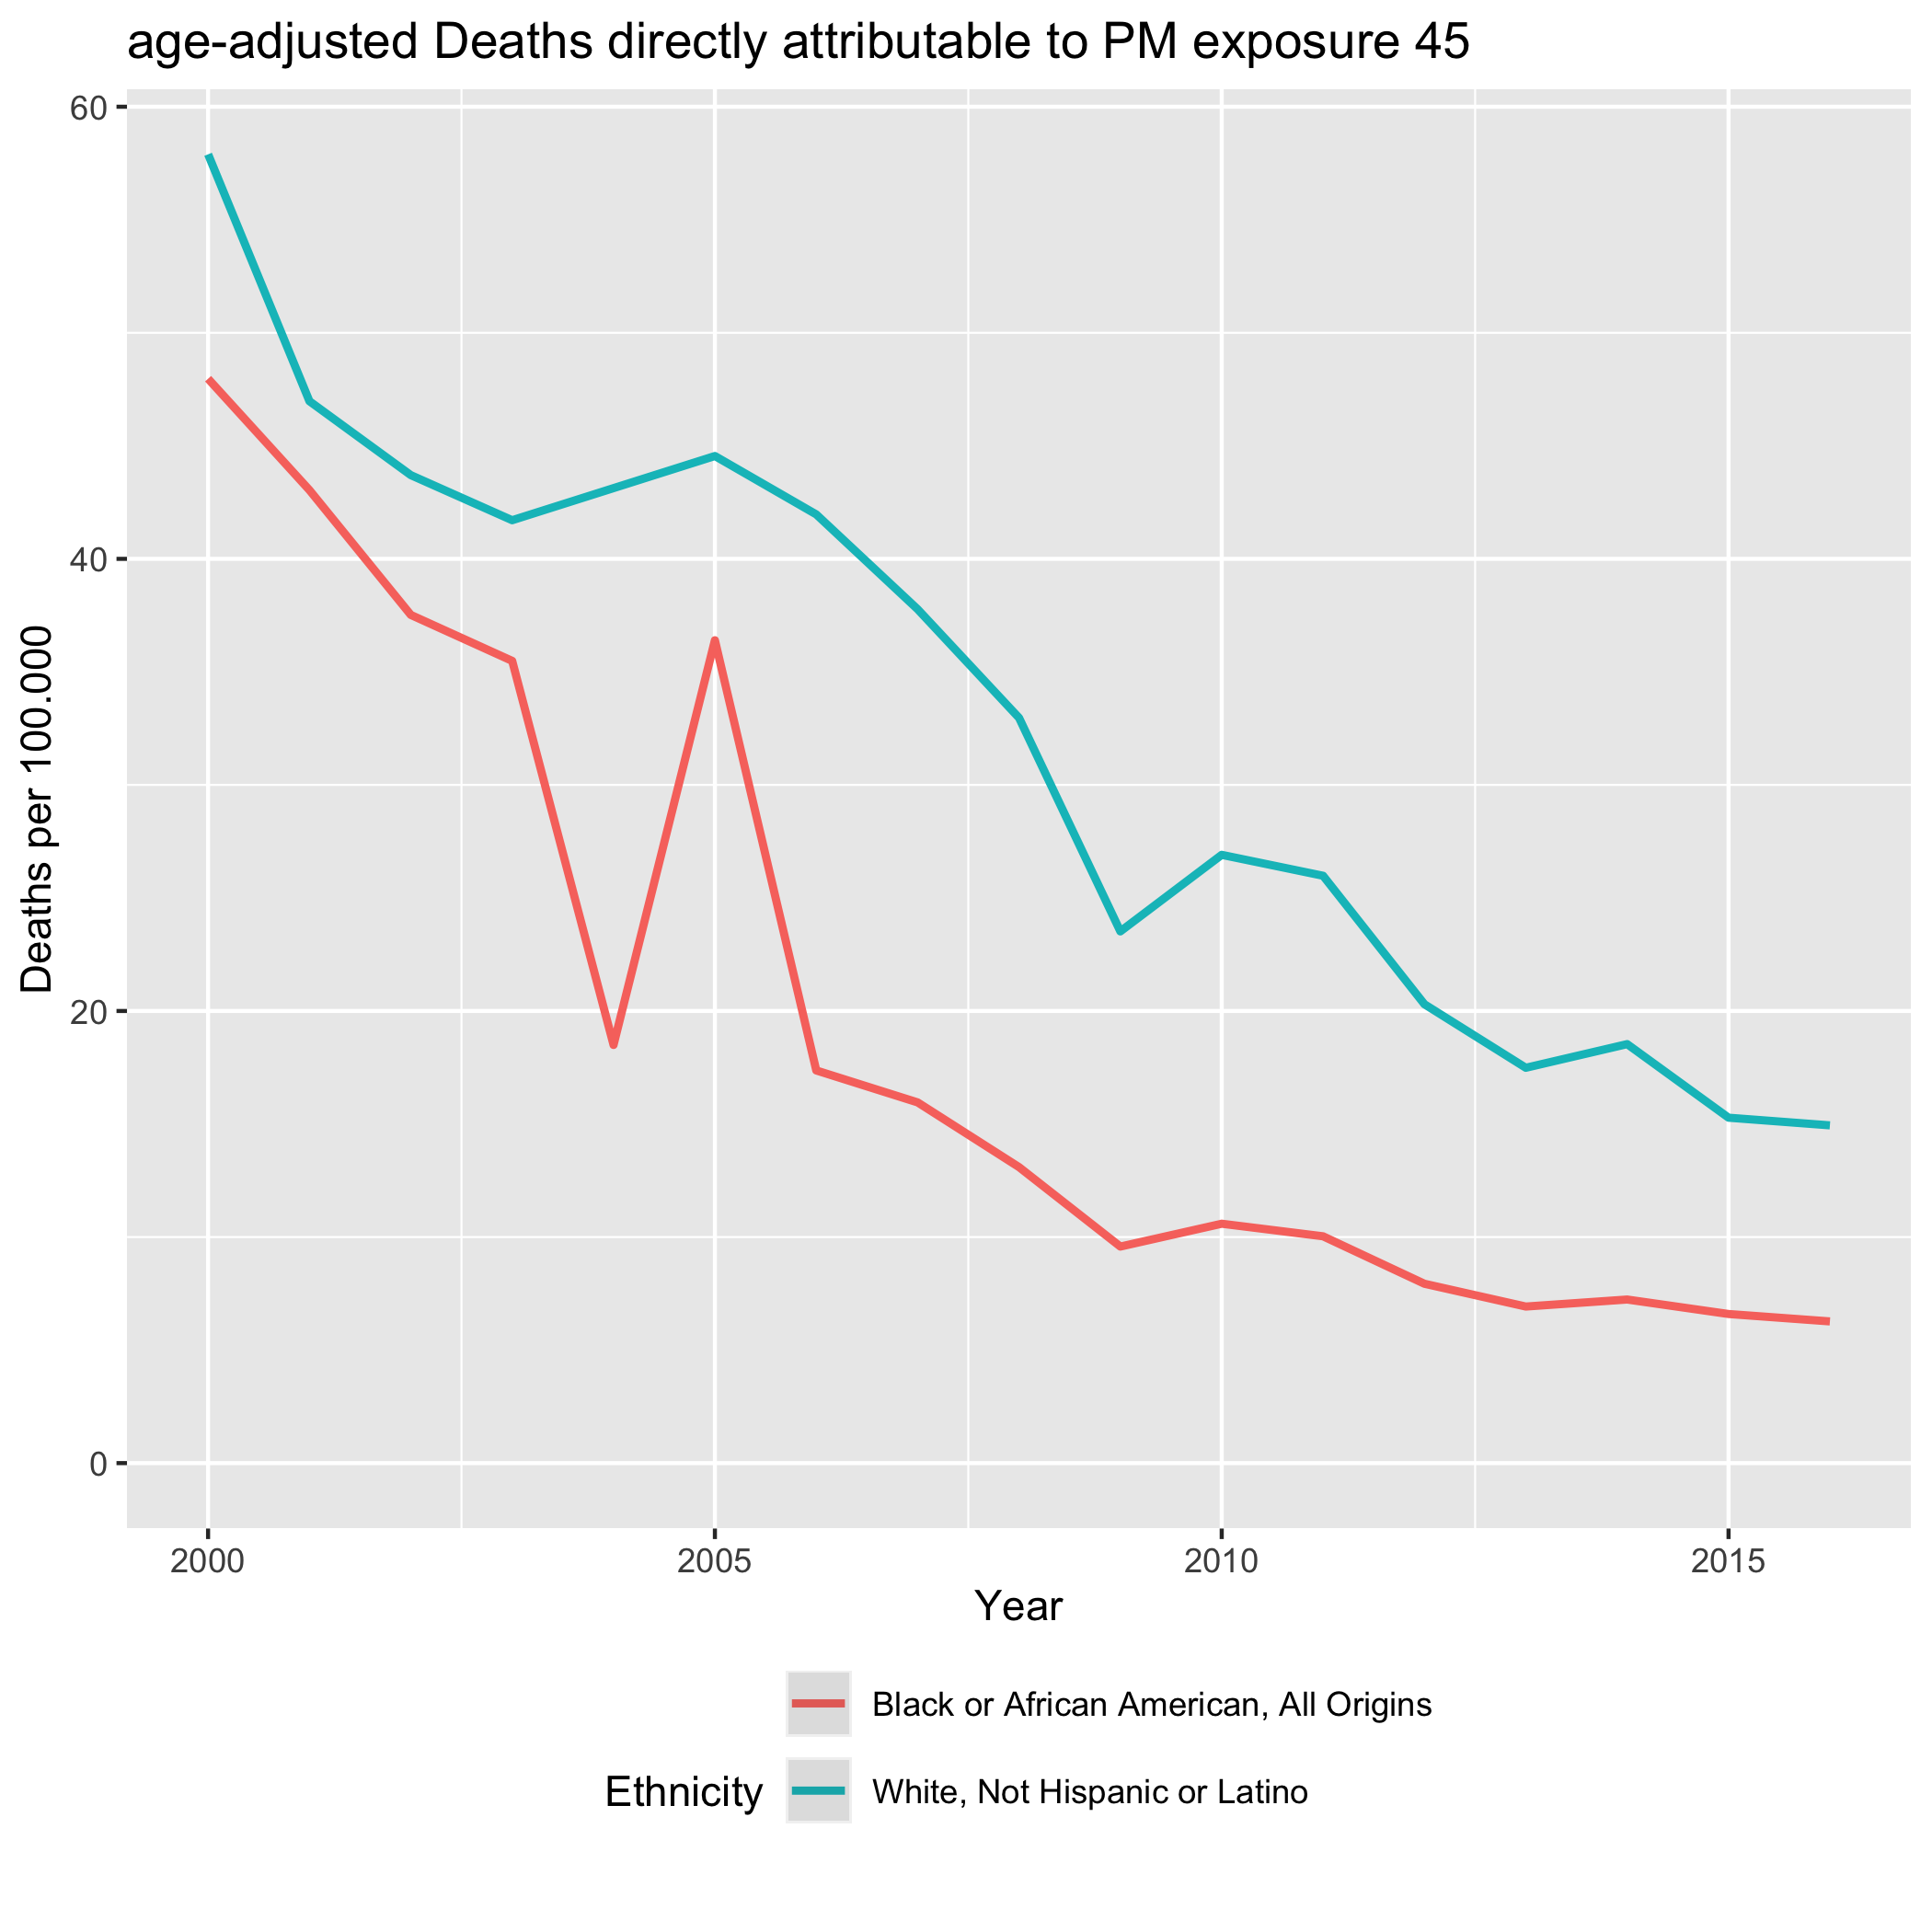 age-adjusted Deaths directly attributable to PM exposure 45
Deaths per 100.000
60
40
20
0
2000 2005 2010 2015
Year
Ethnicity
Black or African American, All Origins
White, Not Hispanic or Latino